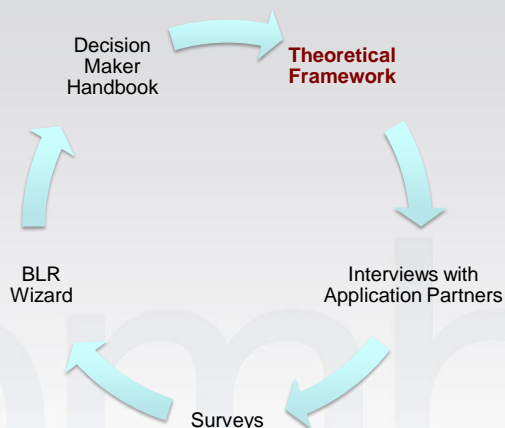 Decision
Maker
Handbook
Theoretical
Framework
Interviews with
Application Partners
Surveys
BLR
Wizard